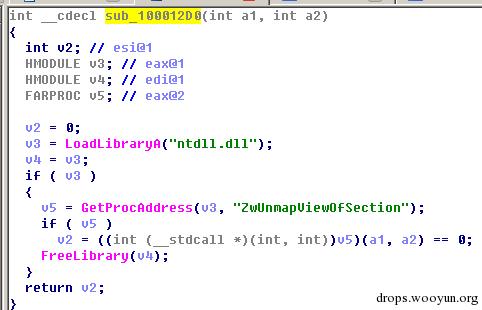 int __cdecl sub_100012D0(int a1, int a2)
{
  int v2; // esi@1
  HMODULE v3; // eax@1
  HMODULE v4; // edi@1
  FARPROC v5; // eax@2

  v2 = 0;
  v3 = LoadLibraryA("ntdll.dll");
  v4 = v3;
  if ( v3 )
  {
    v5 = GetProcAddress(v3, "ZwUnmapViewOfSection");
    if ( v5 )
      v2 = ((int (__stdcall *)(int, int))v5)(a1, a2) == 0;
    FreeLibrary(v4);
  }
  return v2;
}
drops.wooyun.org